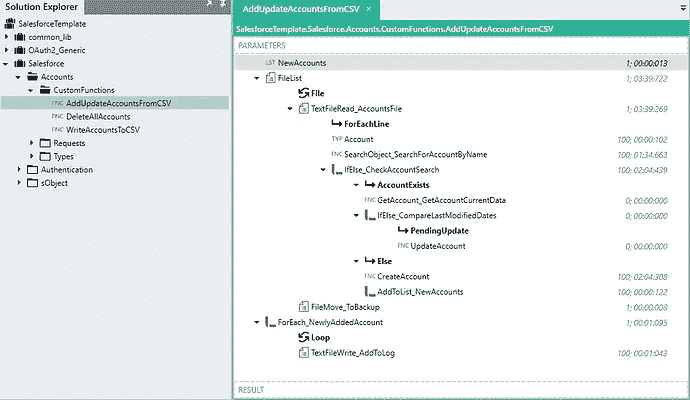 Solution Explorer
SalesforceTemplate
common_lib
OAuth2_Generic
Salesforce
Accounts
CustomFunctions
FNC AddUpdateAccountsFromCSV
FNC DeleteAllAccounts
FNC WriteAccountsToCSV
Requests
Types
Authentication
sObject
AddUpdateAccountsFromCSV ×
SalesforceTemplate.Salesforce.Accounts.CustomFunctions.AddUpdateAccountsFromCSV
PARAMETERS
LST NewAccounts 1; 00:00:013
FileList 1; 03:39:722
File
TextFileRead_AccountsFile 1; 03:39:269
ForEachLine
TYP Account 100; 00:00:102
FNC SearchObject_SearchForAccountByName 100; 01:34:663
IfElse_CheckAccountSearch 100; 02:04:439
AccountExists
FNC GetAccount_GetAccountCurrentData 0; 00:00:000
IfElse_CompareLastModifiedDates 0; 00:00:000
PendingUpdate
FNC UpdateAccount 0; 00:00:000
Else
FNC CreateAccount 100; 02:04:308
AddToList_NewAccounts 100; 00:00:122
FileMove_ToBackup 1; 00:00:008
ForEach_NewlyAddedAccount 1; 00:01:095
Loop
TextFileWrite_AddToLog 100; 00:01:043
RESULT